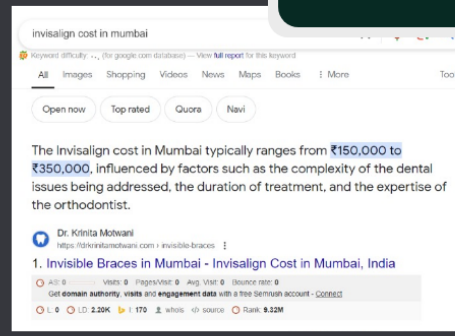 invisalign cost in mumbai
Keyword difficulty: .., (for google.com database) — View full report for this keyword
All Images Shopping Videos News Maps Books ⋮ More Too
Open now Top rated Quora Navi
The Invisalign cost in Mumbai typically ranges from ₹150,000 to
₹350,000, influenced by factors such as the complexity of the dental
issues being addressed, the duration of treatment, and the expertise of
the orthodontist.
Dr. Krinita Motwani
https://drkrinitamotwani.com › invisible-braces ⋮
1. Invisible Braces in Mumbai - Invisalign Cost in Mumbai, India
AS: 0 Visits: 0 Pages/Visit: 0 Avg. Visit: 0 Bounce rate: 0
Get domain authority, visits and engagement data with a free Semrush account - Connect
L: 0 LD: 2.20K I: 170 whois source Rank: 9.32M